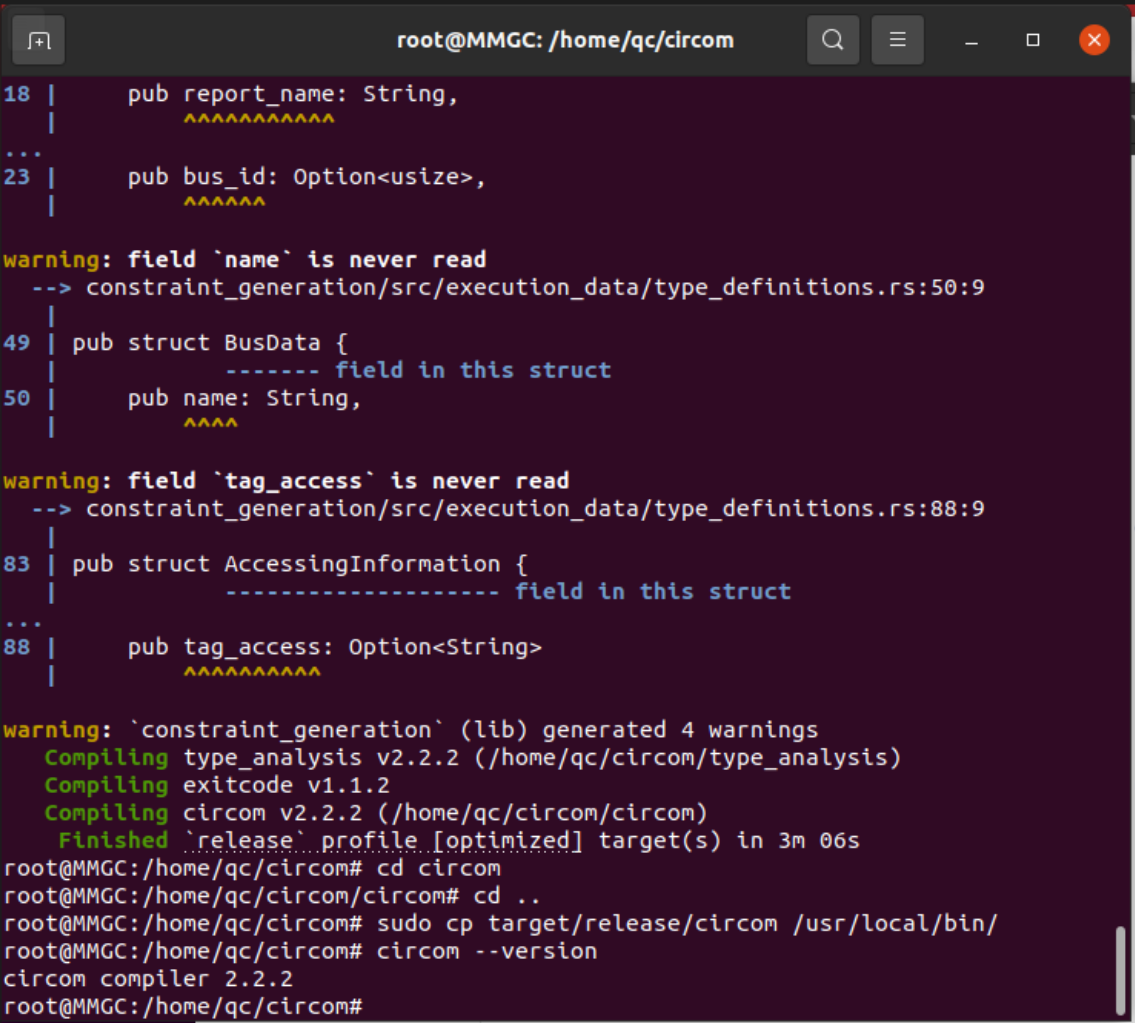 root@MMGC: /home/qc/circom
18 |     pub report_name: String,
   |         ^^^^^^^^^^^
...
23 |     pub bus_id: Option<usize>,
   |         ^^^^^^
warning: field `name` is never read
  --> constraint_generation/src/execution_data/type_definitions.rs:50:9
   |
49 | pub struct BusData {
   |            ------- field in this struct
50 |     pub name: String,
   |         ^^^^
warning: field `tag_access` is never read
  --> constraint_generation/src/execution_data/type_definitions.rs:88:9
   |
83 | pub struct AccessingInformation {
   |            -------------------- field in this struct
...
88 |     pub tag_access: Option<String>
   |         ^^^^^^^^^^
warning: `constraint_generation` (lib) generated 4 warnings
   Compiling type_analysis v2.2.2 (/home/qc/circom/type_analysis)
   Compiling exitcode v1.1.2
   Compiling circom v2.2.2 (/home/qc/circom/circom)
    Finished `release` profile [optimized] target(s) in 3m 06s
root@MMGC:/home/qc/circom# cd circom
root@MMGC:/home/qc/circom/circom# cd ..
root@MMGC:/home/qc/circom# sudo cp target/release/circom /usr/local/bin/
root@MMGC:/home/qc/circom# circom --version
circom compiler 2.2.2
root@MMGC:/home/qc/circom#